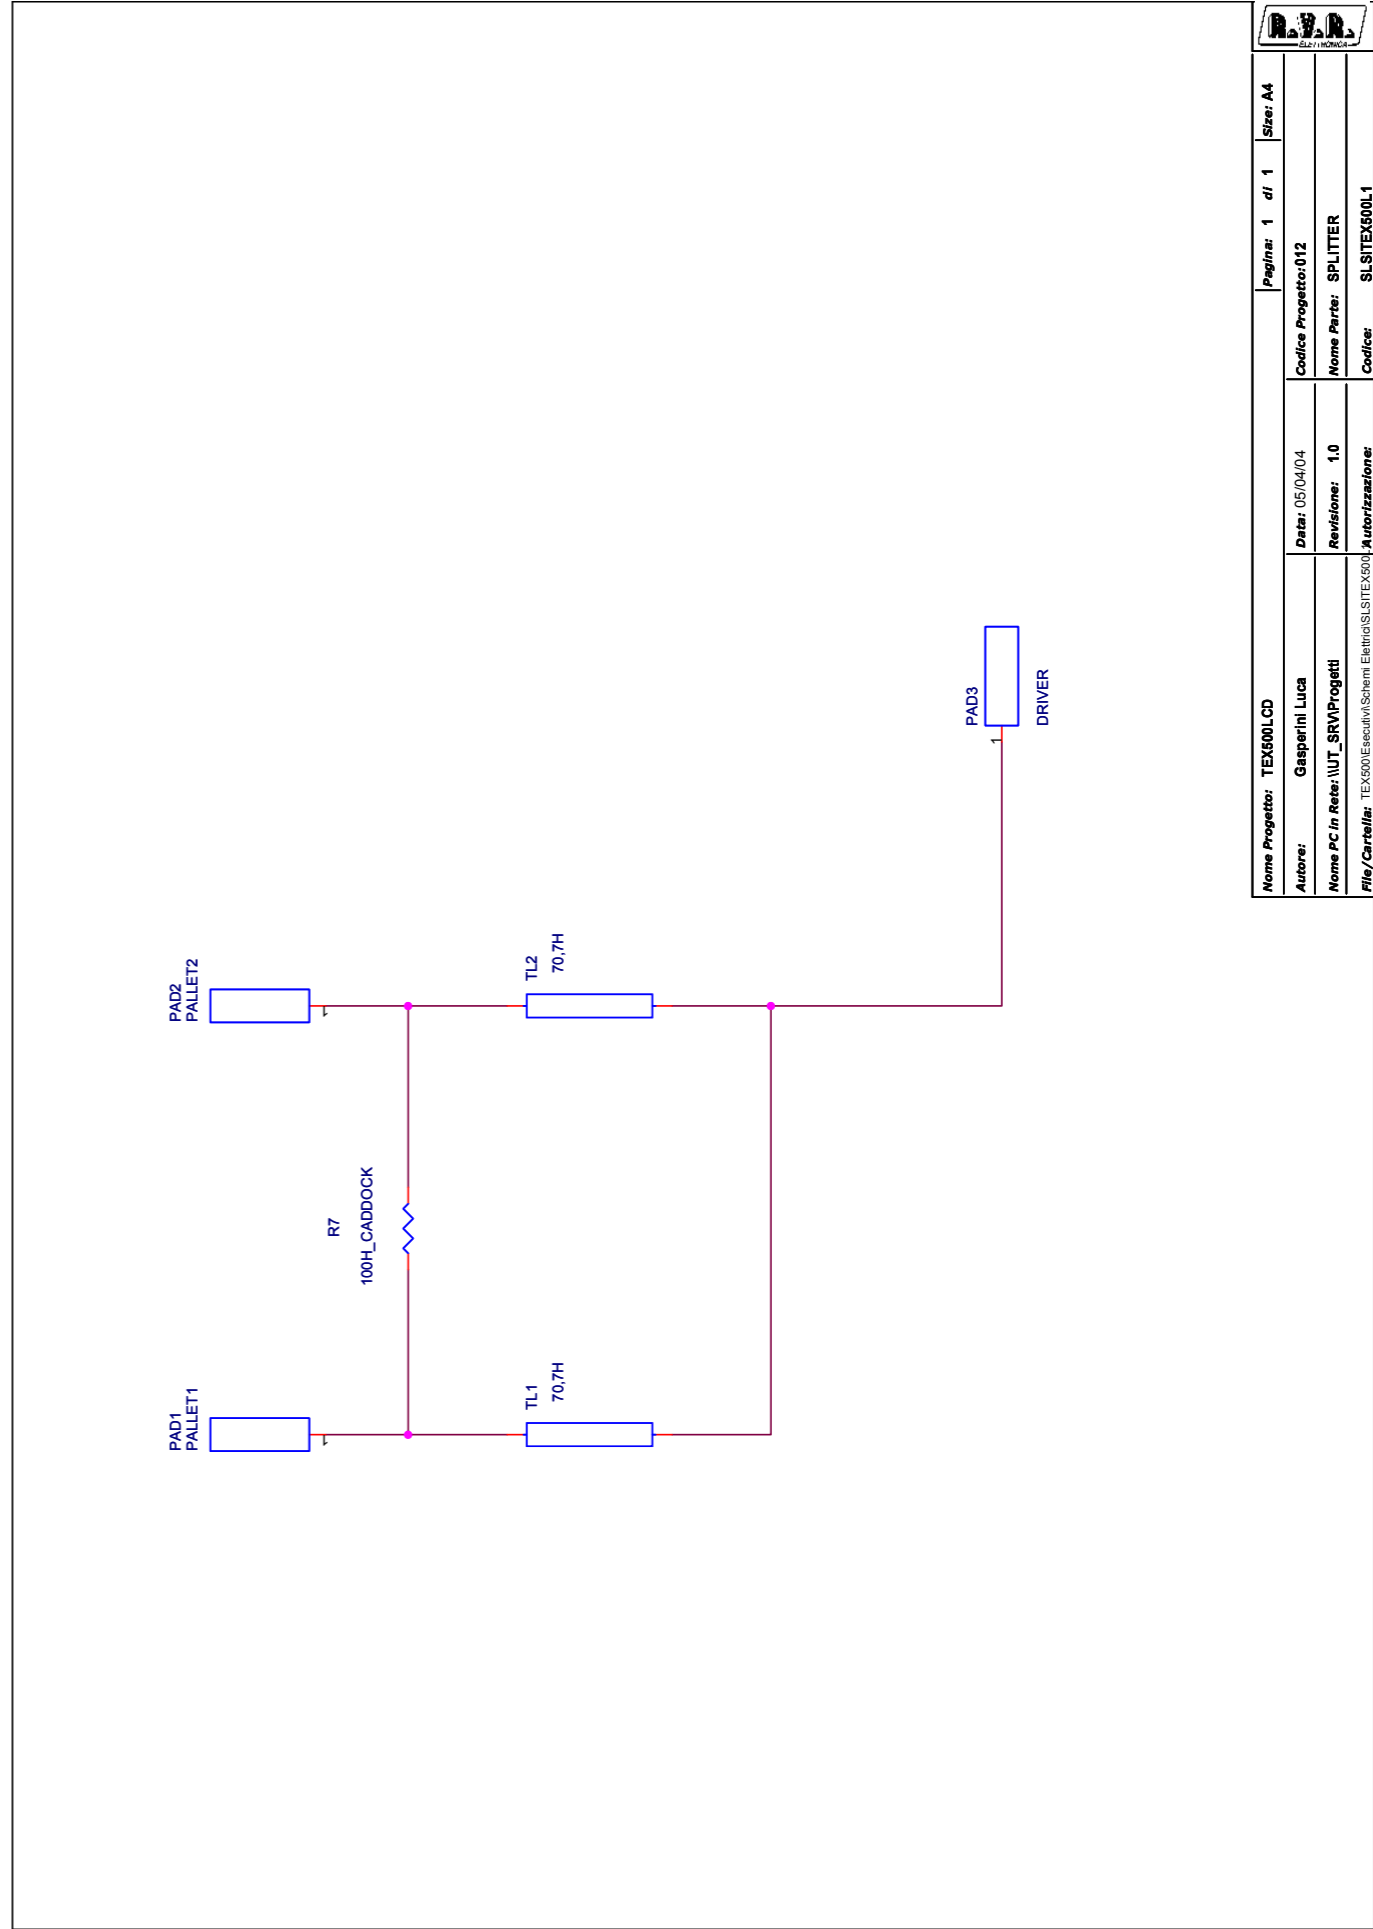 PAD1
PALLET1
1
PAD2
PALLET2
1
R7
100H_CADDOCK
TL1
70,7H
TL2
70,7H
PAD3
1
DRIVER
Nome Progetto: TEX500LCD
Pagina: 1 di 1
Size: A4
Autore: Gasperini Luca
Data: 05/04/04
Codice Progetto: 012
Nome PC in Rete: \\UT_SRV\Progetti
Revisione: 1.0
Nome Parte: SPLITTER
File/Cartella: TEX500\Esecutivi\Schemi Elettrici\SLSITEX500L1
Autorizzazione:
Codice: SLSITEX500L1
R.V.R.
ELETTRONICA